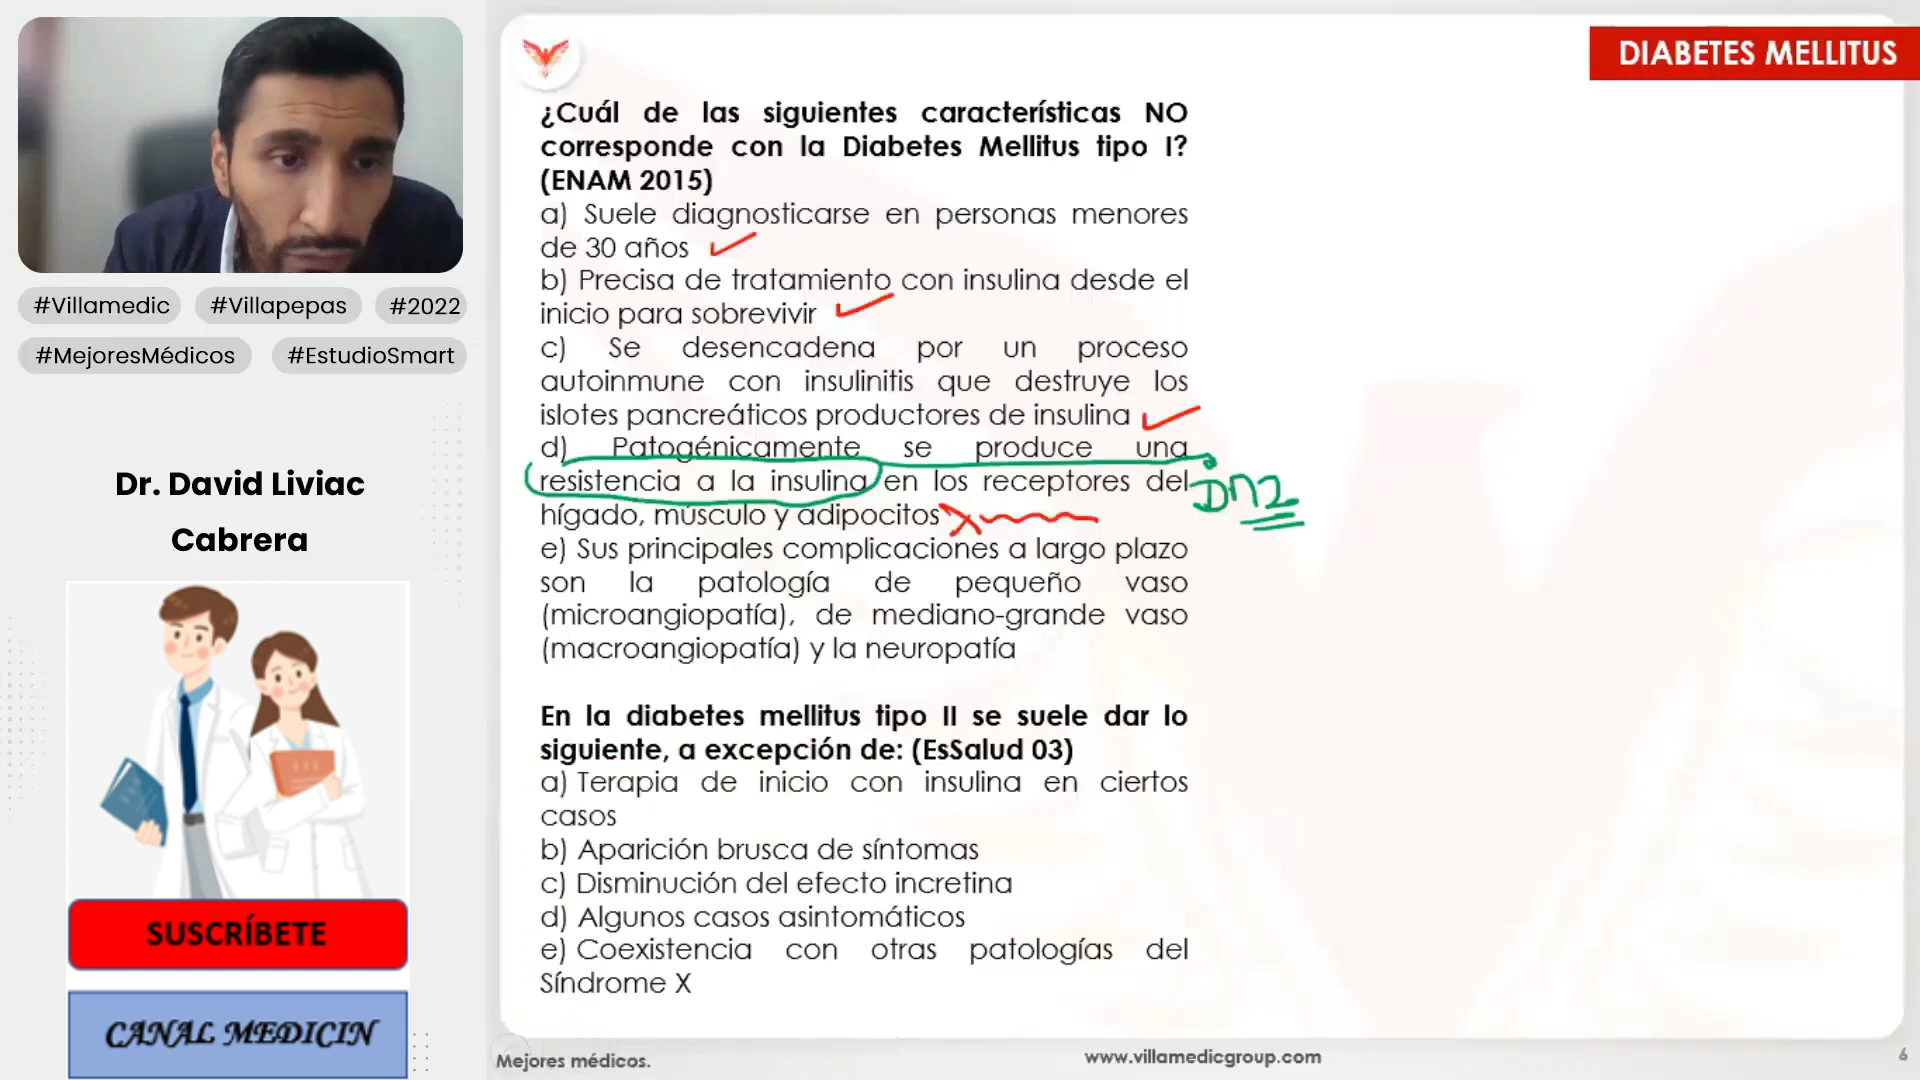 DIABETES MELLITUS
¿Cuál de las siguientes características NO
corresponde con la Diabetes Mellitus tipo I?
(ENAM 2015)
a) Suele diagnosticarse en personas menores
de 30 años
b) Precisa de tratamiento con insulina desde el
inicio para sobrevivir
c) Se desencadena por un proceso
autoinmune con insulinitis que destruye los
islotes pancreáticos productores de insulina
d) Patogénicamente se produce una
resistencia a la insulina en los receptores del
hígado, musculo y adipocitos
DM2
e) Sus principales complicaciones a largo plazo
son la patología de pequeño vaso
(microangiopatía), de mediano-grande vaso
(macroangiopatía) y la neuropatía
En la diabetes mellitus tipo II se suele dar lo
siguiente, a excepción de: (EsSalud 03)
a) Terapia de inicio con insulina en ciertos
casos
b) Aparición brusca de síntomas
c) Disminución del efecto incretina
d) Algunos casos asintomáticos
e) Coexistencia con otras patologías del
Síndrome X
#Villamedic #Villapepas #2022
#MejoresMédicos #EstudioSmart
Dr. David Liviac
Cabrera
SUSCRÍBETE
CANAL MEDICIN
Mejores médicos.
www.villamedicgroup.com
6